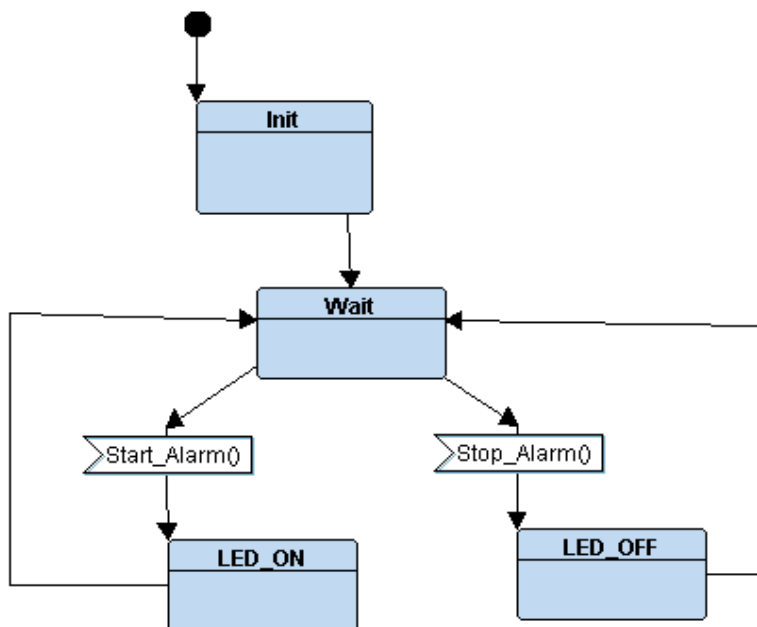 Init
Wait
Start_Alarm()
Stop_Alarm()
LED_ON
LED_OFF